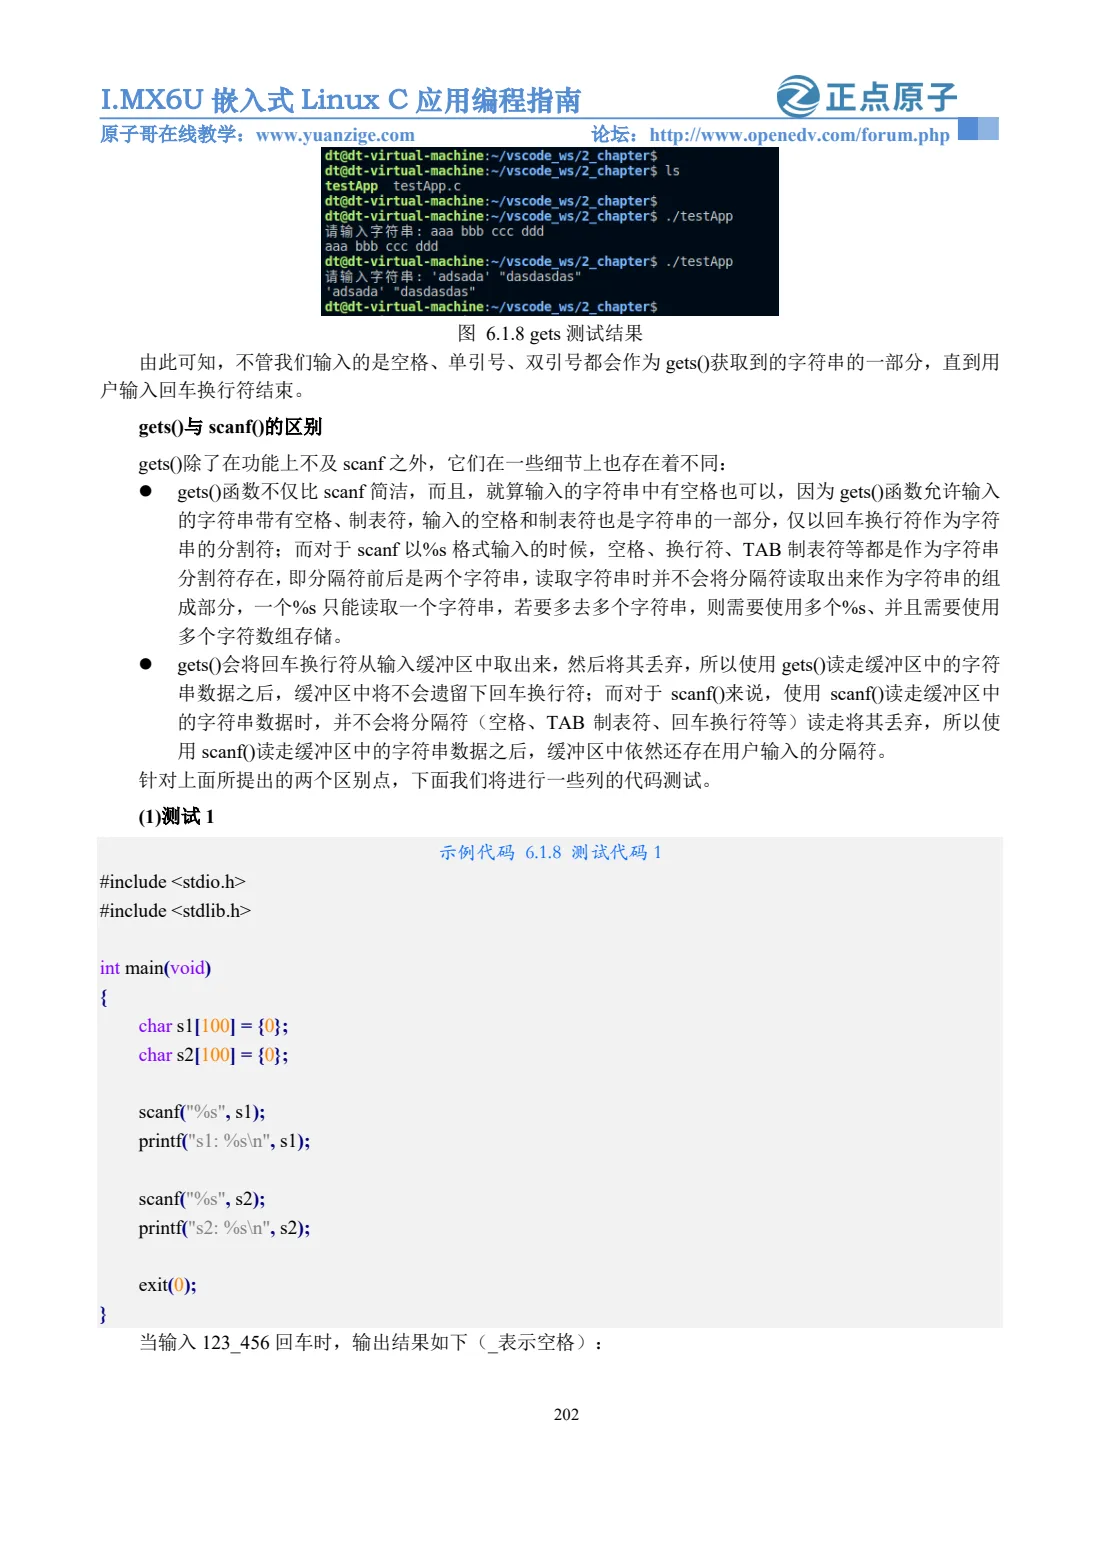 I.MX6U 嵌入式 Linux C 应用编程指南
正点原子
原子哥在线教学：www.yuanzige.com 论坛：http://www.openedv.com/forum.php
dt@dt-virtual-machine:~/vscode_ws/2_chapter$
dt@dt-virtual-machine:~/vscode_ws/2_chapter$ ls
testApp testApp.c
dt@dt-virtual-machine:~/vscode_ws/2_chapter$
dt@dt-virtual-machine:~/vscode_ws/2_chapter$ ./testApp
请输入字符串: aaa bbb ccc ddd
aaa bbb ccc ddd
dt@dt-virtual-machine:~/vscode_ws/2_chapter$ ./testApp
请输入字符串: 'adsada' "dasdasdas"
'adsada' "dasdasdas"
dt@dt-virtual-machine:~/vscode_ws/2_chapter$
图 6.1.8 gets 测试结果
由此可知，不管我们输入的是空格、单引号、双引号都会作为 gets()获取到的字符串的一部分，直到用
户输入回车换行符结束。
gets()与 scanf()的区别
gets()除了在功能上不及 scanf 之外，它们在一些细节上也存在着不同：
● gets()函数不仅比 scanf 简洁，而且，就算输入的字符串中有空格也可以，因为 gets()函数允许输入
的字符串带有空格、制表符，输入的空格和制表符也是字符串的一部分，仅以回车换行符作为字符
串的分割符；而对于 scanf 以%s 格式输入的时候，空格、换行符、TAB 制表符等都是作为字符串
分割符存在，即分隔符前后是两个字符串，读取字符串时并不会将分隔符读取出来作为字符串的组
成部分，一个%s 只能读取一个字符串，若要多去多个字符串，则需要使用多个%s、并且需要使用
多个字符数组存储。
● gets()会将回车换行符从输入缓冲区中取出来，然后将其丢弃，所以使用 gets()读走缓冲区中的字符
串数据之后，缓冲区中将不会遗留下回车换行符；而对于 scanf()来说，使用 scanf()读走缓冲区中
的字符串数据时，并不会将分隔符（空格、TAB 制表符、回车换行符等）读走将其丢弃，所以使
用 scanf()读走缓冲区中的字符串数据之后，缓冲区中依然还存在用户输入的分隔符。
针对上面所提出的两个区别点，下面我们将进行一些列的代码测试。
(1)测试 1
示例代码 6.1.8 测试代码 1
#include <stdio.h>
#include <stdlib.h>
int main(void)
{
char s1[100] = {0};
char s2[100] = {0};
scanf("%s", s1);
printf("s1: %s\n", s1);
scanf("%s", s2);
printf("s2: %s\n", s2);
exit(0);
}
当输入 123_456 回车时，输出结果如下（_表示空格）：
202